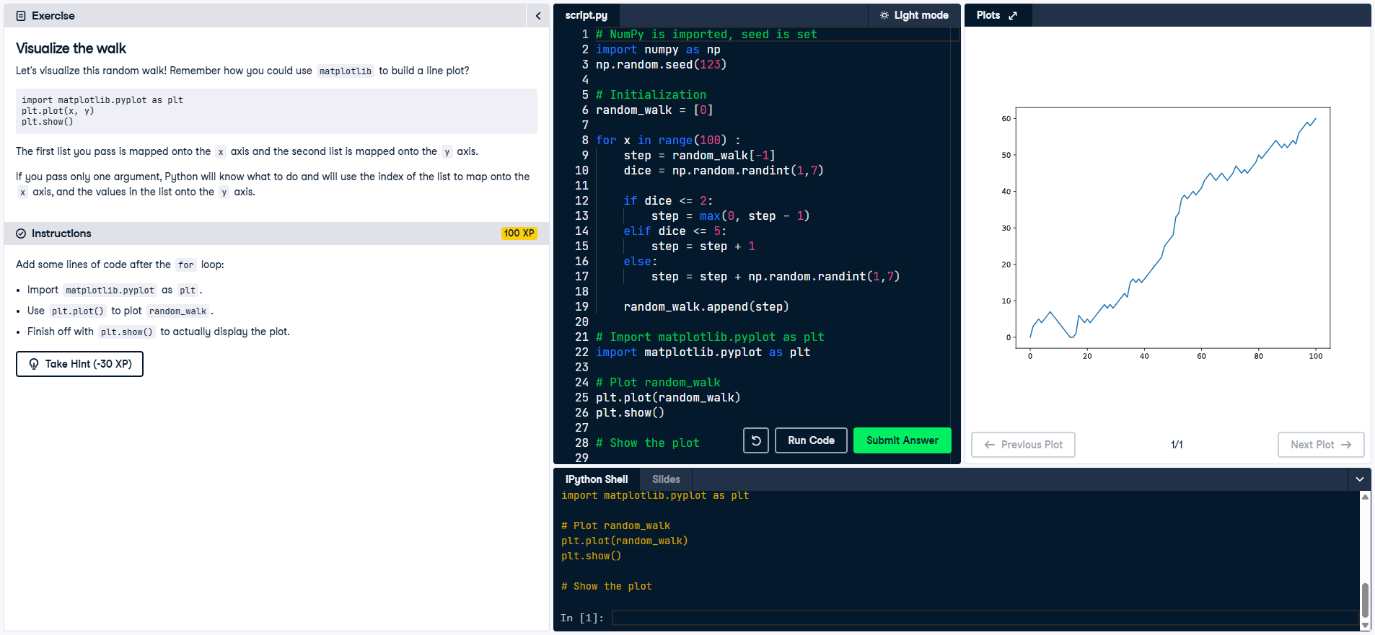 Exercise
Visualize the walk
Let's visualize this random walk! Remember how you could use matplotlib to build a line plot?
import matplotlib.pyplot as plt
plt.plot(x, y)
plt.show()
The first list you pass is mapped onto the x axis and the second list is mapped onto the y axis.
If you pass only one argument, Python will know what to do and will use the index of the list to map onto the
x axis, and the values in the list onto the y axis.
Instructions
100 XP
Add some lines of code after the for loop:
• Import matplotlib.pyplot as plt.
• Use plt.plot() to plot random_walk.
• Finish off with plt.show() to actually display the plot.
Take Hint (-30 XP)
script.py
Light mode
1 # NumPy is imported, seed is set
2 import numpy as np
3 np.random.seed(123)
4
5 # Initialization
6 random_walk = [0]
7
8 for x in range(100) :
9     step = random_walk[-1]
10     dice = np.random.randint(1,7)
11
12     if dice <= 2:
13         step = max(0, step - 1)
14     elif dice <= 5:
15         step = step + 1
16     else:
17         step = step + np.random.randint(1,7)
18
19     random_walk.append(step)
20
21 # Import matplotlib.pyplot as plt
22 import matplotlib.pyplot as plt
23
24 # Plot random_walk
25 plt.plot(random_walk)
26 plt.show()
27
28 # Show the plot
29
Run Code
Submit Answer
Plots
60
50
40
30
20
10
0
0 20 40 60 80 100
← Previous Plot
1/1
Next Plot →
IPython Shell
Slides
import matplotlib.pyplot as plt
# Plot random_walk
plt.plot(random_walk)
plt.show()
# Show the plot
In [1]: